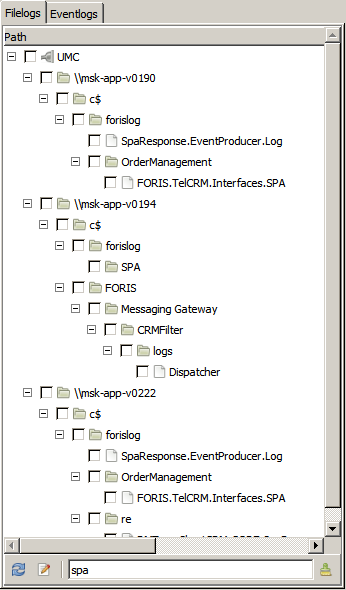 Filelogs Eventlogs
Path
UMC
\\msk-app-v0190
c$
forislog
SpaResponse.EventProducer.Log
OrderManagement
FORIS.TelCRM.Interfaces.SPA
\\msk-app-v0194
c$
forislog
SPA
FORIS
Messaging Gateway
CRMFilter
logs
Dispatcher
\\msk-app-v0222
c$
forislog
SpaResponse.EventProducer.Log
OrderManagement
FORIS.TelCRM.Interfaces.SPA
re
spa